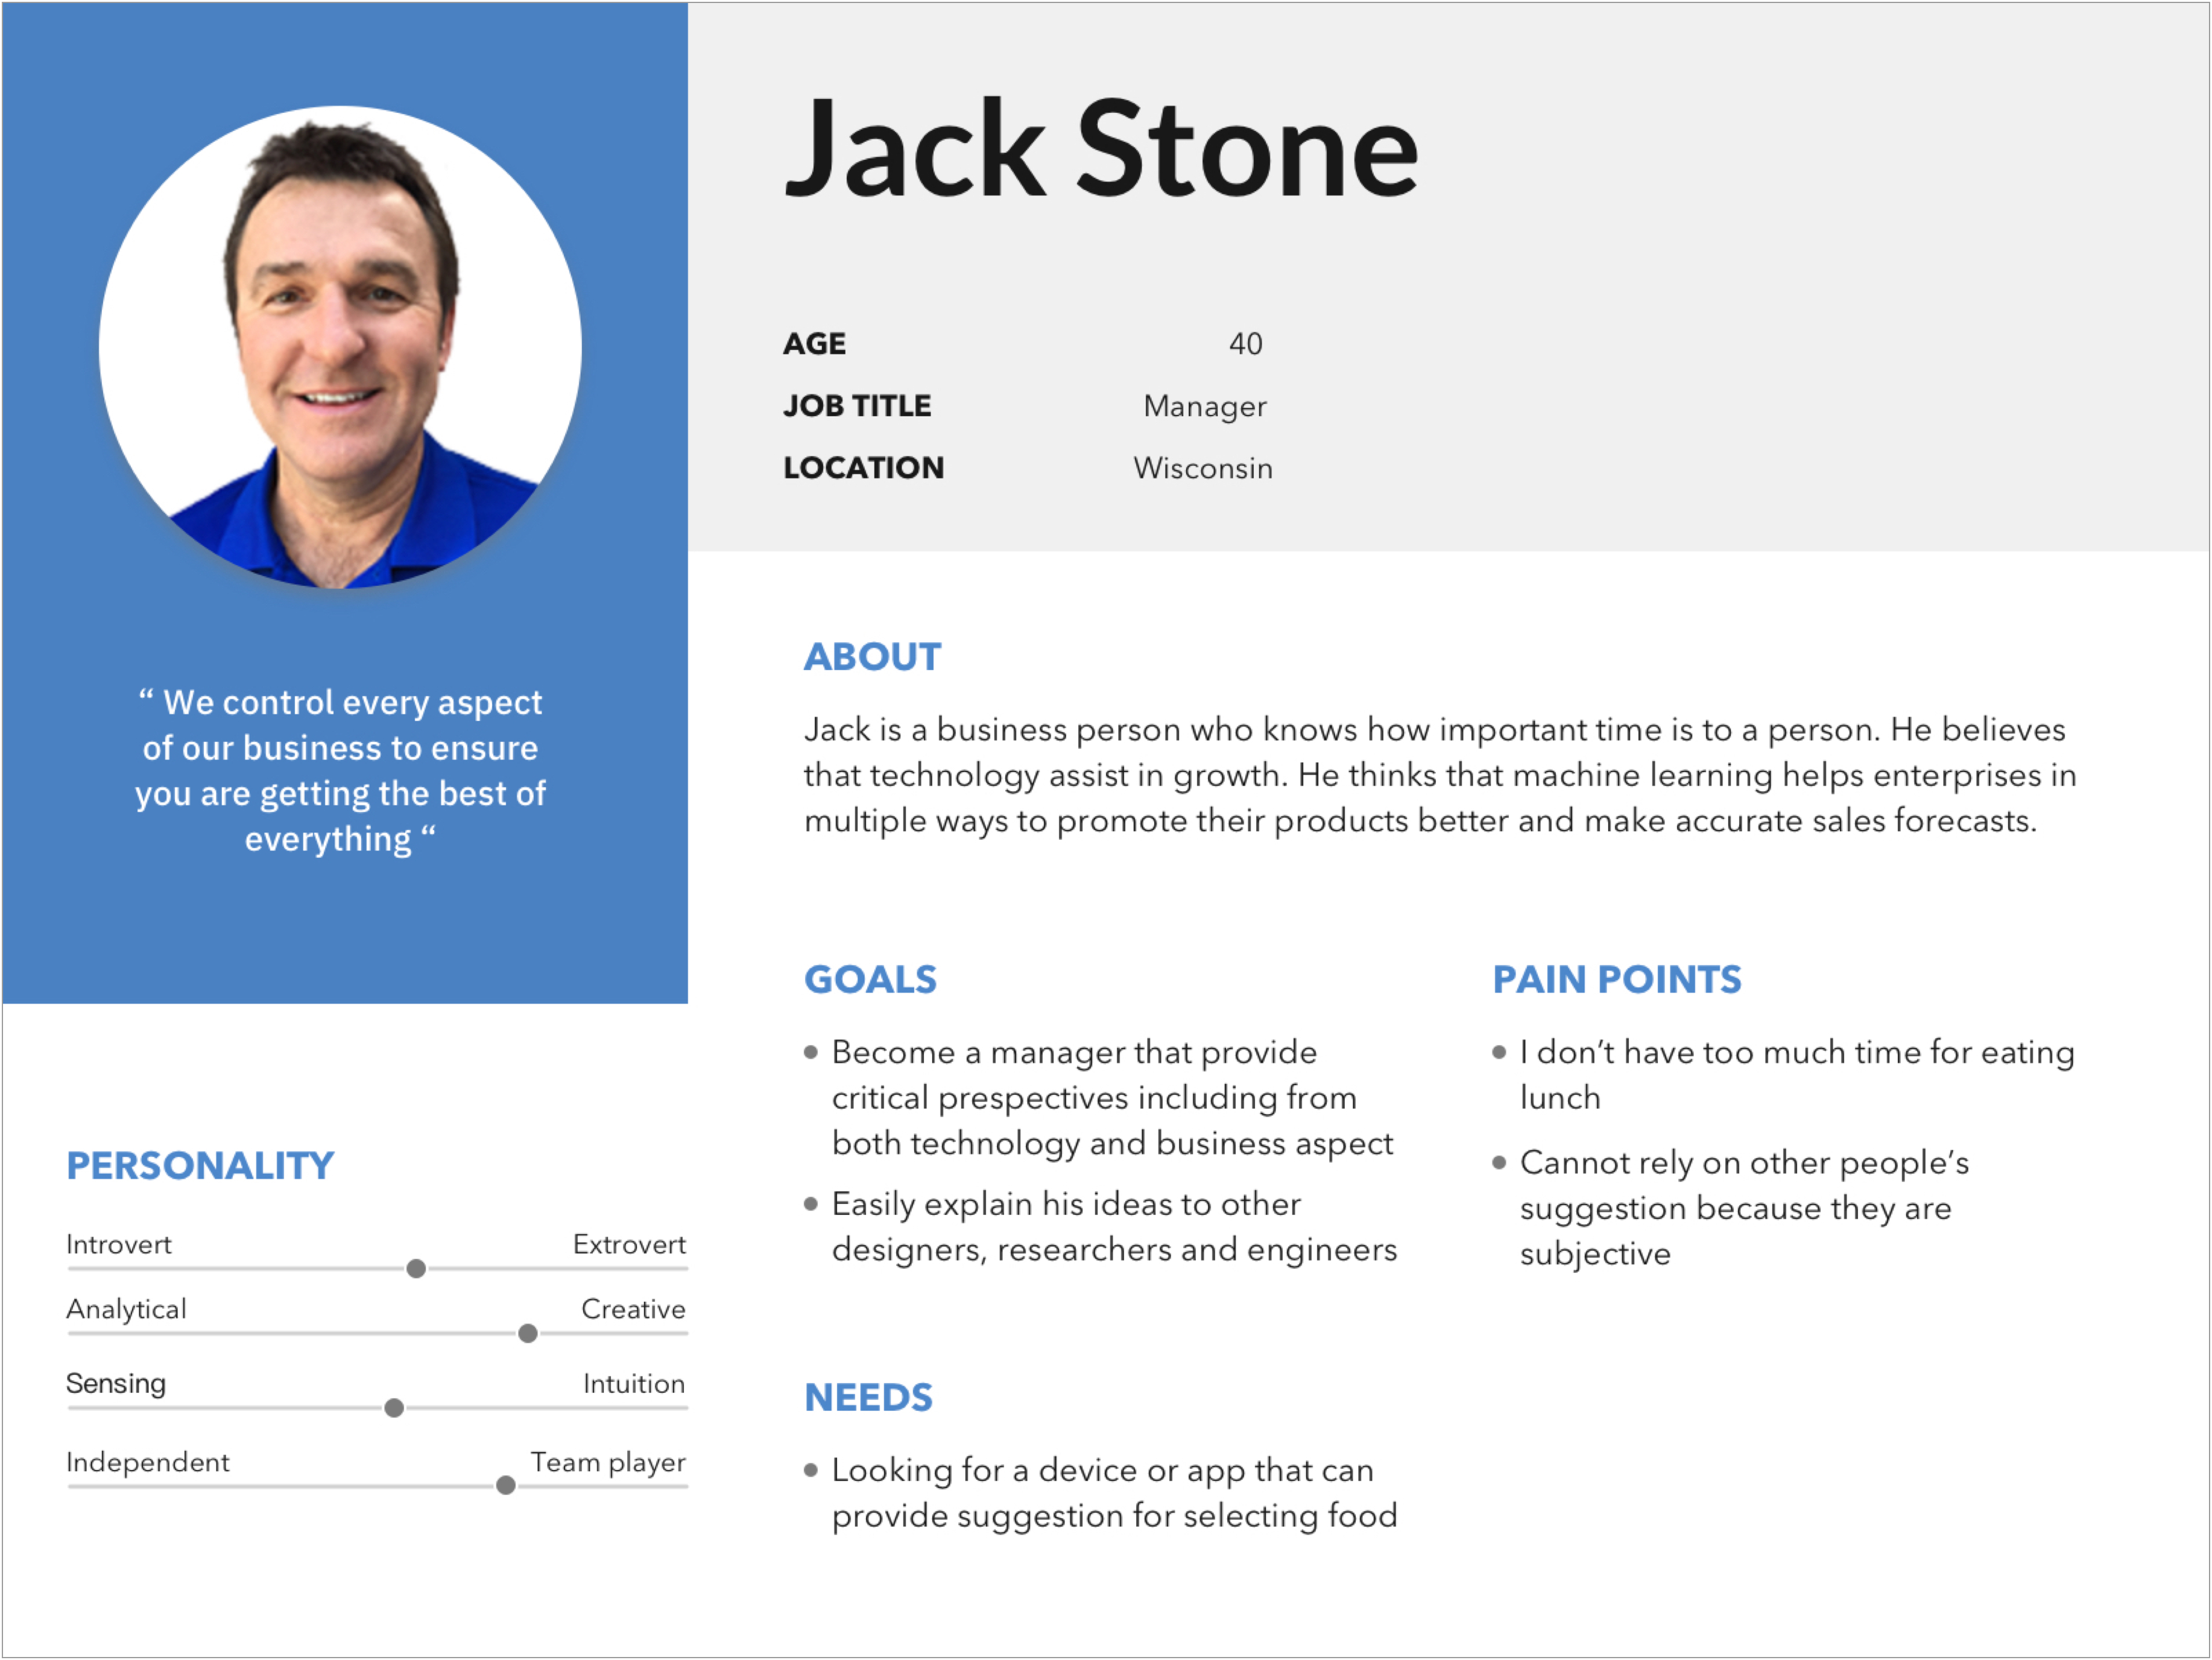 Jack Stone
AGE 40
JOB TITLE Manager
LOCATION Wisconsin
“ We control every aspect
of our business to ensure
you are getting the best of
everything “
ABOUT
Jack is a business person who knows how important time is to a person. He believes
that technology assist in growth. He thinks that machine learning helps enterprises in
multiple ways to promote their products better and make accurate sales forecasts.
GOALS
Become a manager that provide
critical prespectives including from
both technology and business aspect
Easily explain his ideas to other
designers, researchers and engineers
PAIN POINTS
I don’t have too much time for eating
lunch
Cannot rely on other people’s
suggestion because they are
subjective
PERSONALITY
Introvert Extrovert
Analytical Creative
Sensing Intuition
Independent Team player
NEEDS
Looking for a device or app that can
provide suggestion for selecting food